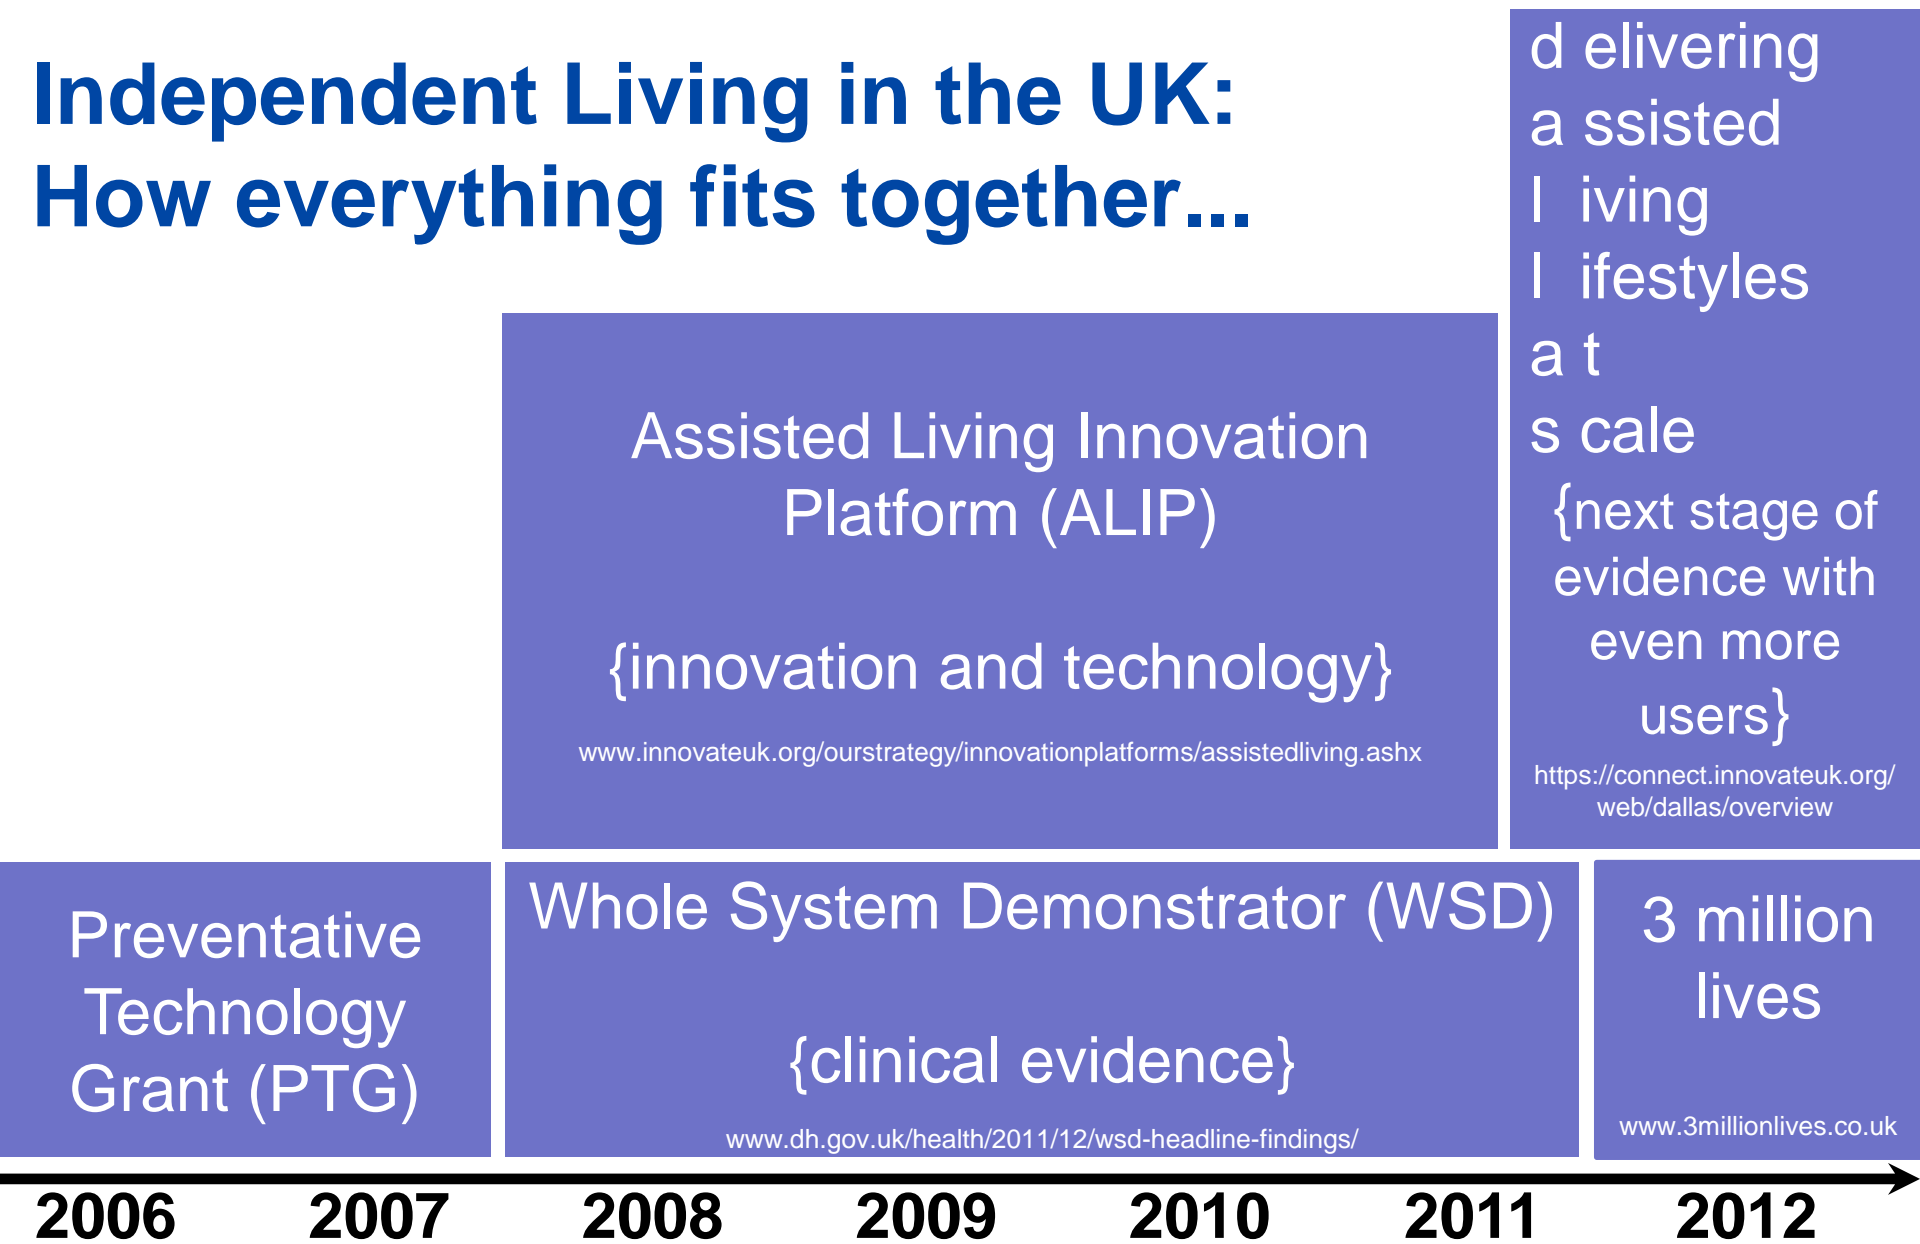 Independent Living in the UK:
How everything fits together...
d elivering
a ssisted
l iving
l ifestyles
a t
s cale
{next stage of
evidence with
even more
users}
https://connect.innovateuk.org/
web/dallas/overview
Assisted Living Innovation
Platform (ALIP)
{innovation and technology}
www.innovateuk.org/ourstrategy/innovationplatforms/assistedliving.ashx
Preventative
Technology
Grant (PTG)
Whole System Demonstrator (WSD)
{clinical evidence}
www.dh.gov.uk/health/2011/12/wsd-headline-findings/
3 million
lives
www.3millionlives.co.uk
2006 2007 2008 2009 2010 2011 2012